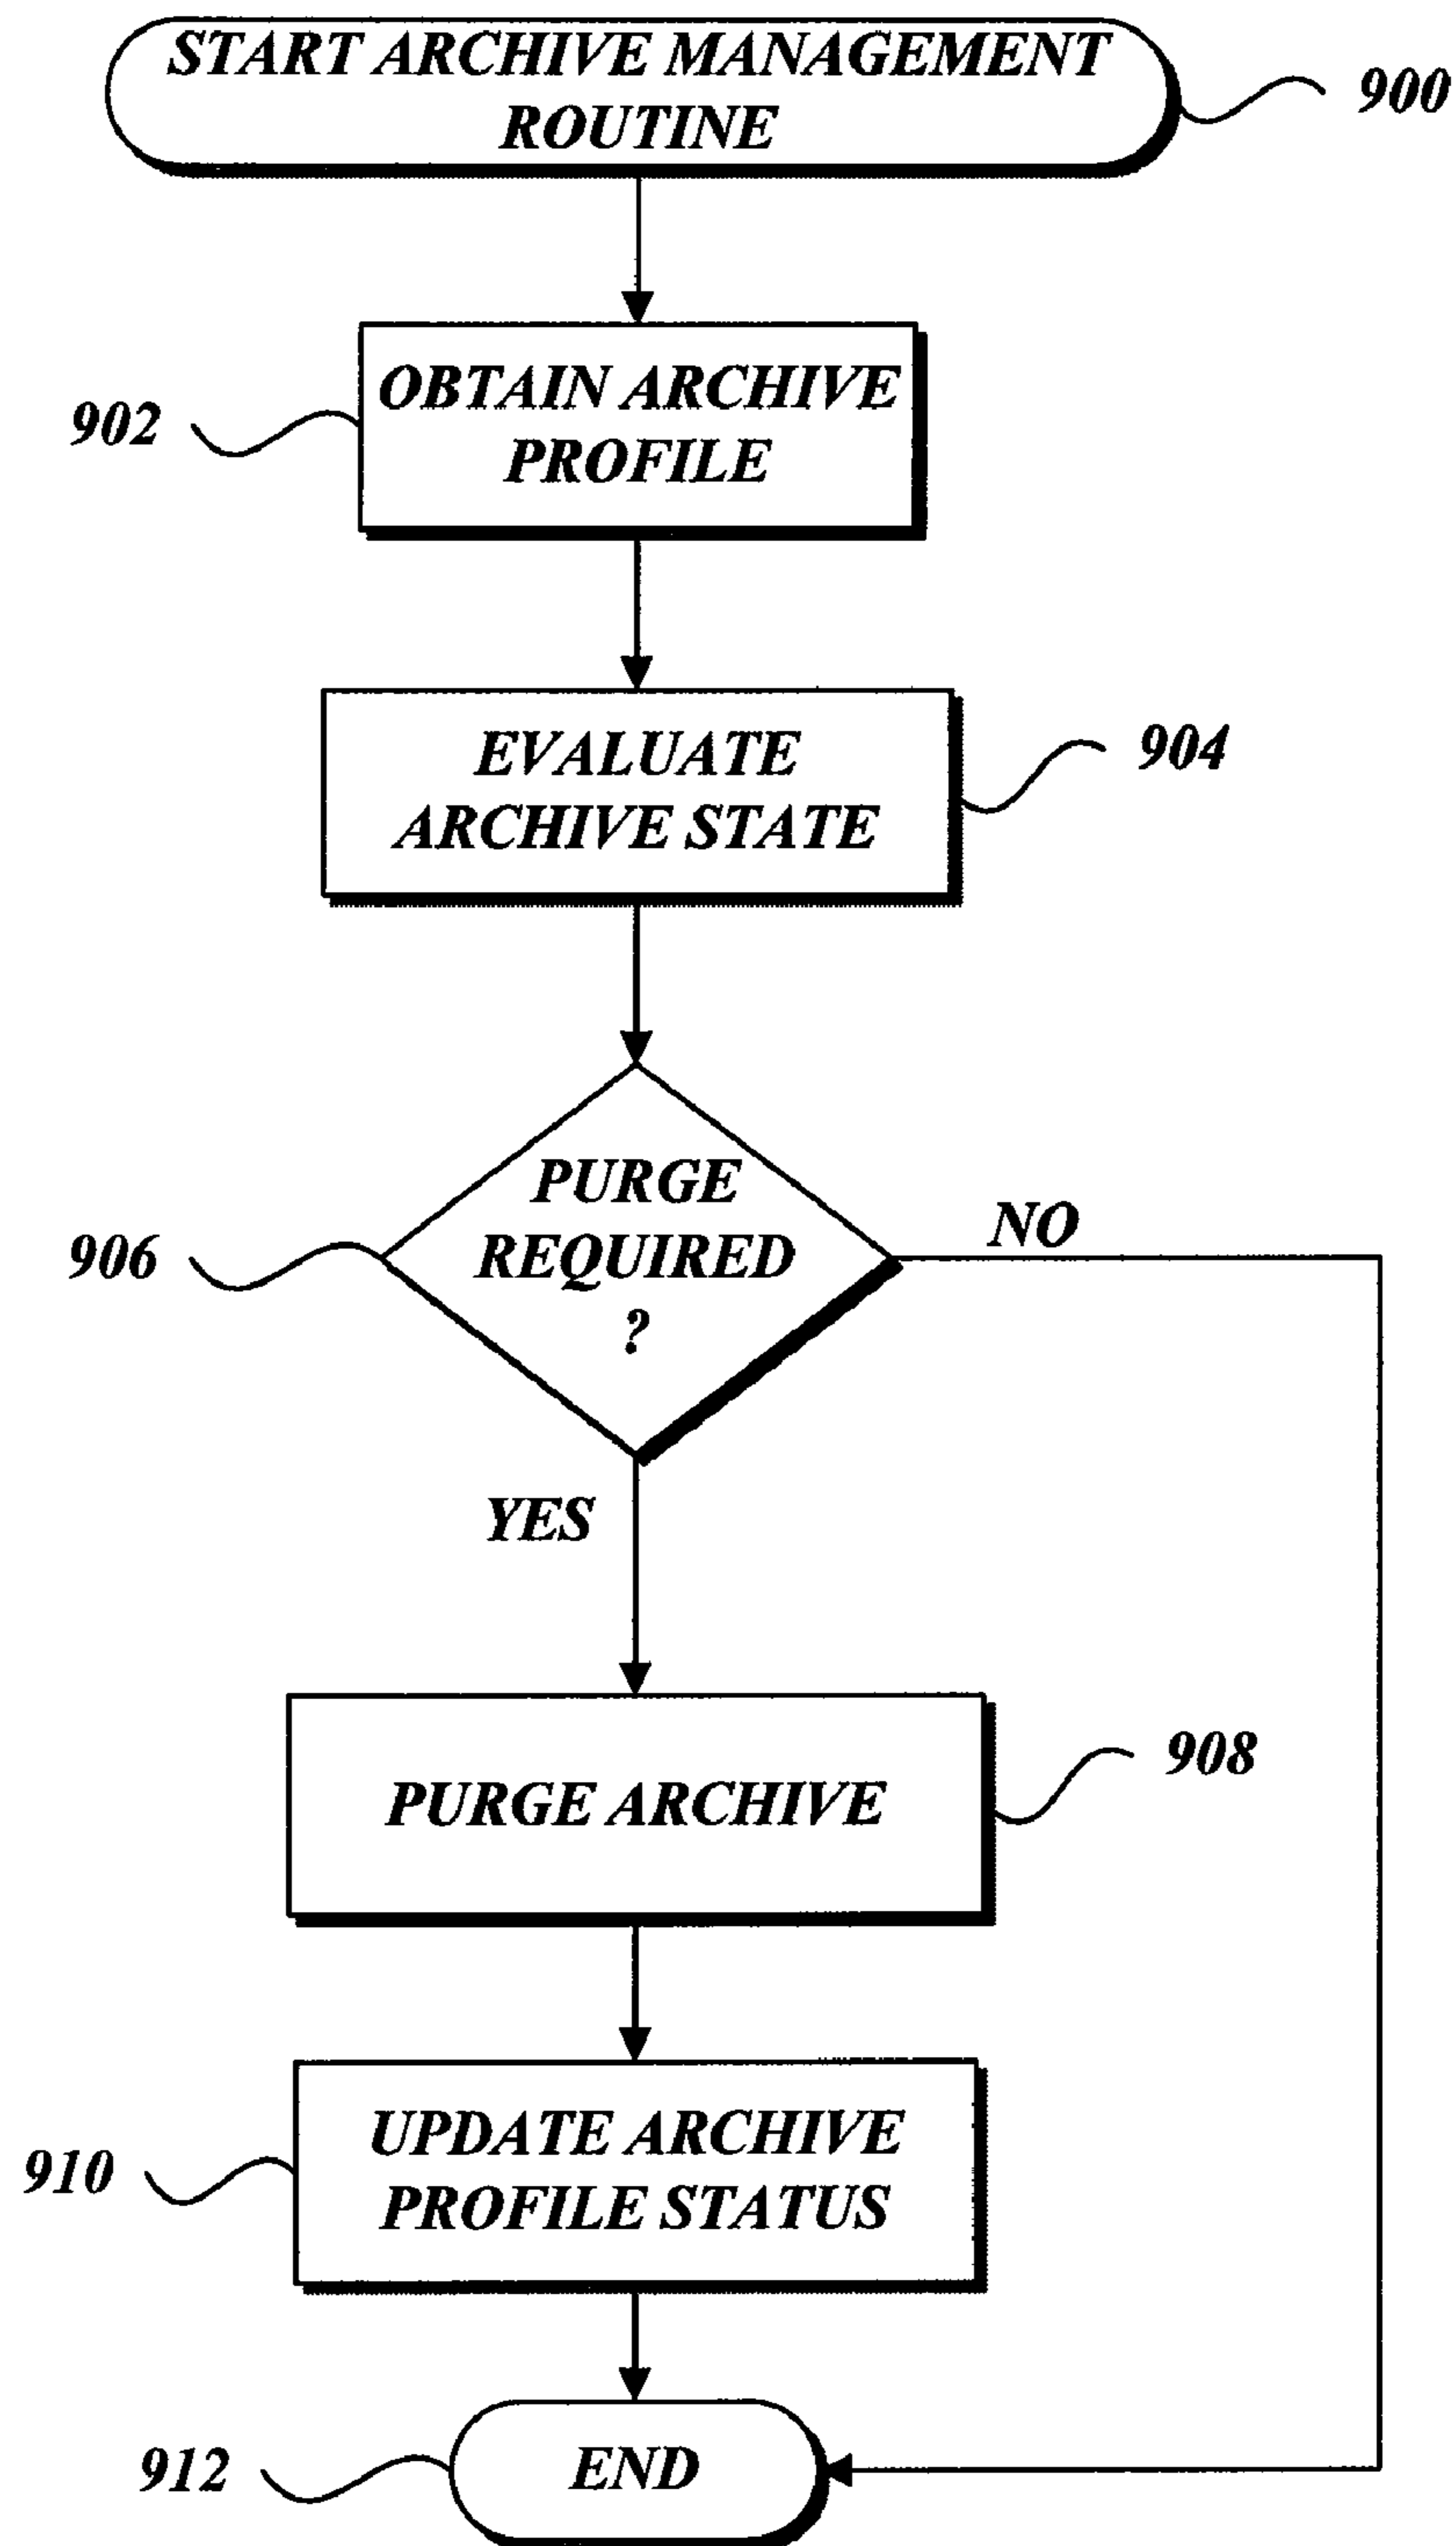 START ARCHIVE MANAGEMENT
ROUTINE
900
OBTAIN ARCHIVE
PROFILE
902
EVALUATE
ARCHIVE STATE
904
PURGE
REQUIRED
?
906
NO
YES
PURGE ARCHIVE
908
UPDATE ARCHIVE
PROFILE STATUS
910
END
912